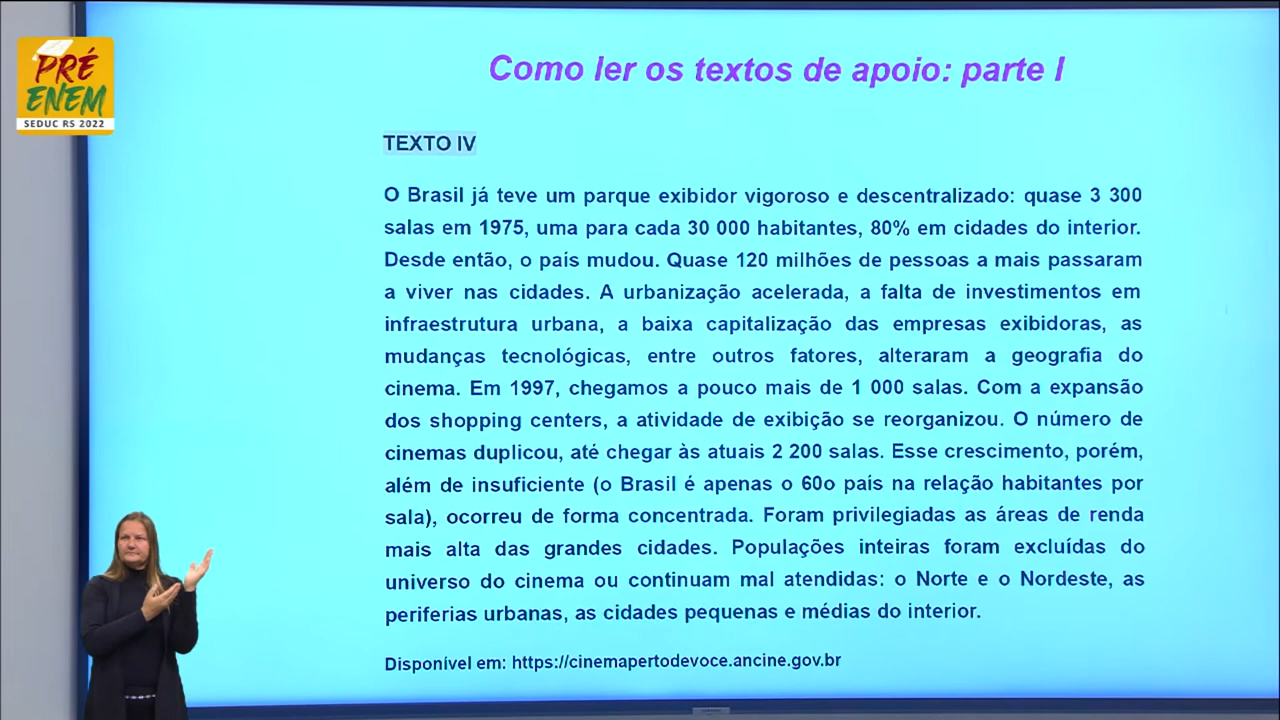 PRÉ
ENEM
SEDUC RS 2022
Como ler os textos de apoio: parte I
TEXTO IV
O Brasil já teve um parque exibidor vigoroso e descentralizado: quase 3 300
salas em 1975, uma para cada 30 000 habitantes, 80% em cidades do interior.
Desde então, o país mudou. Quase 120 milhões de pessoas a mais passaram
a viver nas cidades. A urbanização acelerada, a falta de investimentos em
infraestrutura urbana, a baixa capitalização das empresas exibidoras, as
mudanças tecnológicas, entre outros fatores, alteraram a geografia do
cinema. Em 1997, chegamos a pouco mais de 1 000 salas. Com a expansão
dos shopping centers, a atividade de exibição se reorganizou. O número de
cinemas duplicou, até chegar às atuais 2 200 salas. Esse crescimento, porém,
além de insuficiente (o Brasil é apenas o 60o país na relação habitantes por
sala), ocorreu de forma concentrada. Foram privilegiadas as áreas de renda
mais alta das grandes cidades. Populações inteiras foram excluídas do
universo do cinema ou continuam mal atendidas: o Norte e o Nordeste, as
periferias urbanas, as cidades pequenas e médias do interior.
Disponível em: https://cinemapertodevoce.ancine.gov.br